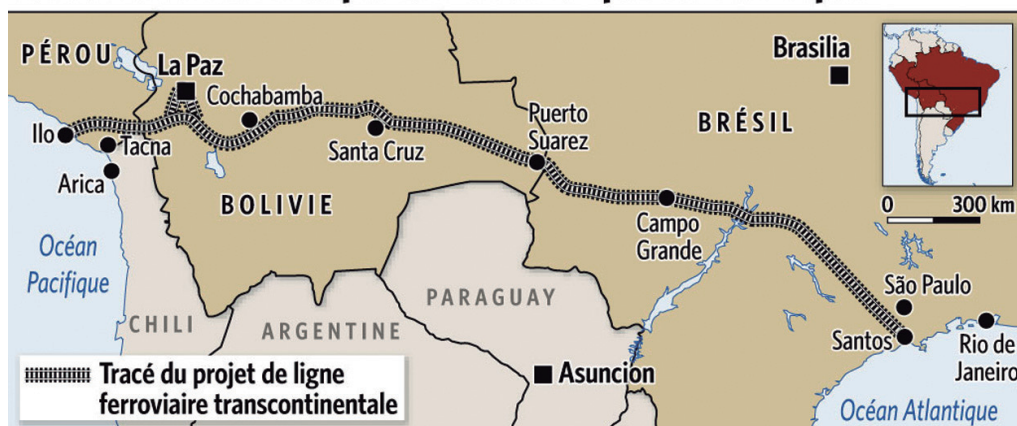 PÉROU
La Paz
Cochabamba
Brasilia
Puerto
Suarez
BRÉSIL
Ilo
Tacna
Santa Cruz
Arica
BOLIVIE
0 300 km
Campo
Grande
Océan
Pacifique
PARAGUAY
São Paulo
CHILI
ARGENTINE
Santos
Rio de
Janeiro
Tracé du projet de ligne
ferroviaire transcontinentale
Asuncion
Océan Atlantique